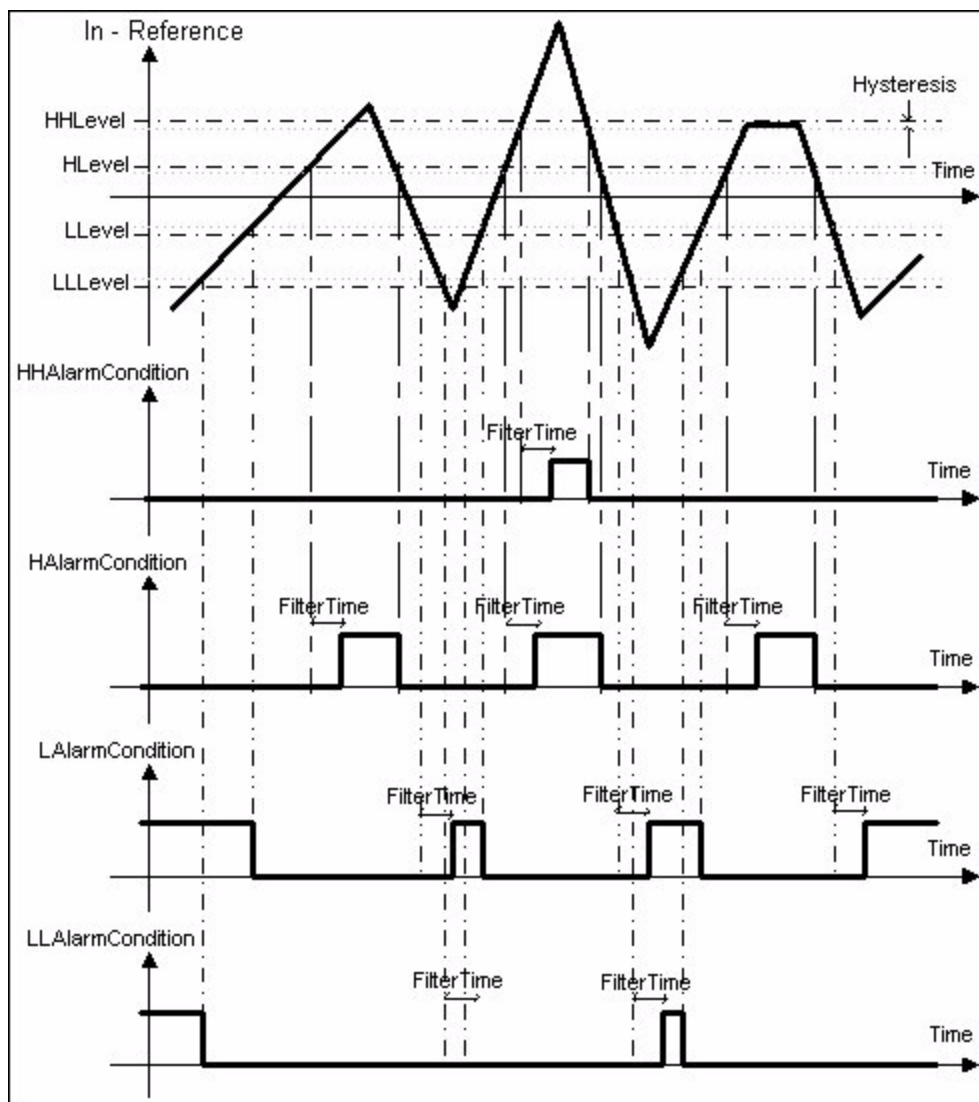 In - Reference
Hysteresis
HHLevel
HLevel
Time
LLevel
LLLevel
HHAlarmCondition
FilterTime
Time
HAlarmCondition
FilterTime FilterTime FilterTime
Time
LAlarmCondition
FilterTime FilterTime FilterTime
Time
LLAlarmCondition
FilterTime FilterTime
Time